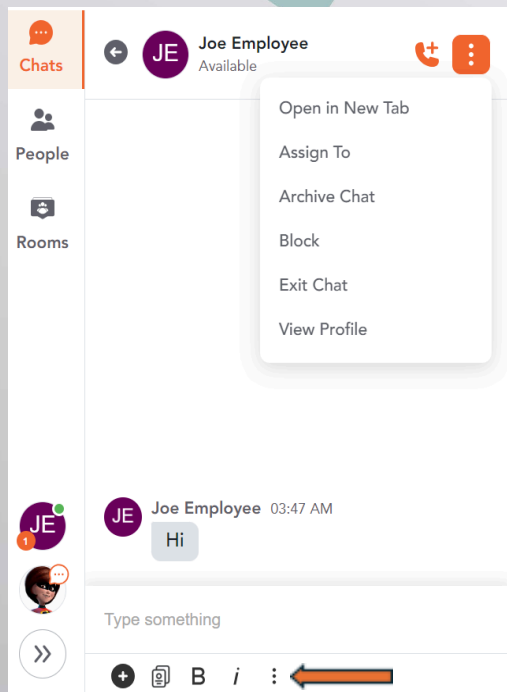 Chats
People
Rooms
JE
1
JE
Joe Employee
Available
Open in New Tab
Assign To
Archive Chat
Block
Exit Chat
View Profile
JE
Joe Employee 03:47 AM
Hi
Type something
B i